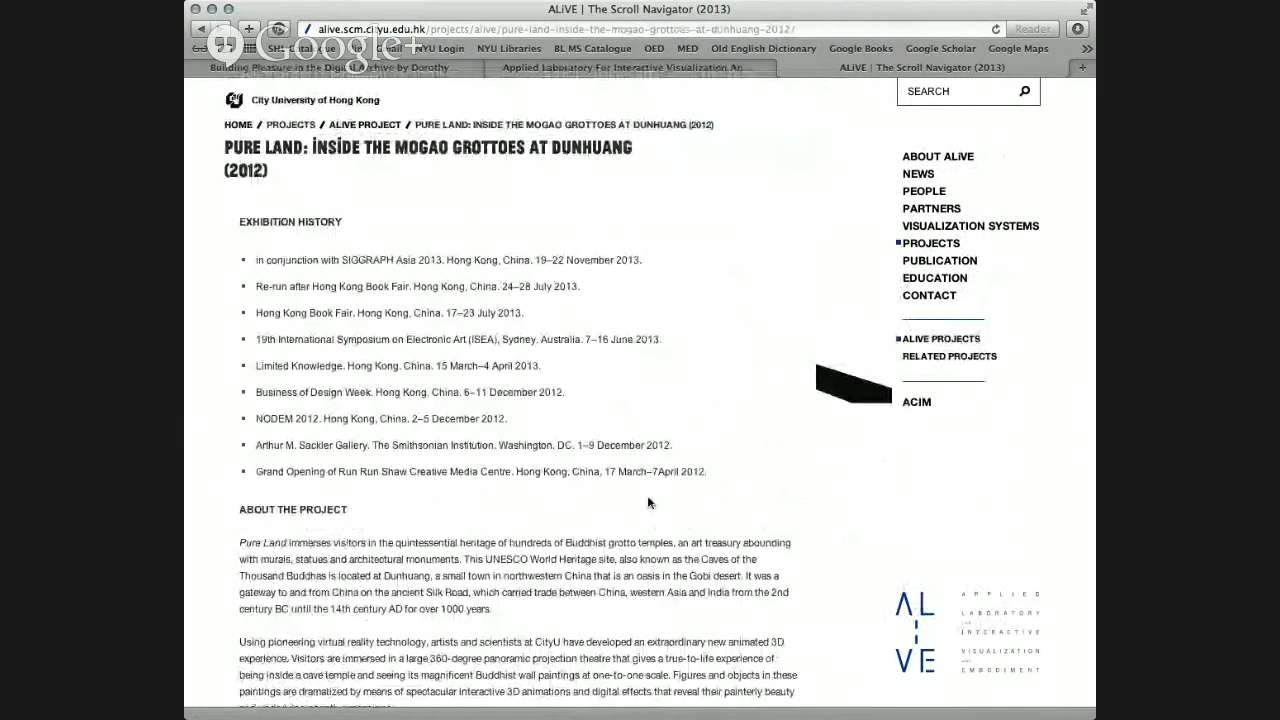 ALiVE | The Scroll Navigator (2013)
alive.scm.cityu.edu.hk/projects/alive/pure-land-inside-the-mogao-grottoes-at-dunhuang-2012/
Reader
Google+
Gmail NYU Login NYU Libraries BL MS Catalogue OED MED Old English Dictionary Google Books Google Scholar Google Maps
Building Pleasure in the Digital Archive by Dorothy... Applied Laboratory For Interactive Visualization An... ALiVE | The Scroll Navigator (2013)
City University of Hong Kong
SEARCH
HOME / PROJECTS / ALIVE PROJECT / PURE LAND: INSIDE THE MOGAO GROTTOES AT DUNHUANG (2012)
PURE LAND: INSIDE THE MOGAO GROTTOES AT DUNHUANG
(2012)
EXHIBITION HISTORY
in conjunction with SIGGRAPH Asia 2013. Hong Kong, China. 19–22 November 2013.
Re-run after Hong Kong Book Fair. Hong Kong, China. 24–28 July 2013.
Hong Kong Book Fair. Hong Kong, China. 17–23 July 2013.
19th International Symposium on Electronic Art (ISEA), Sydney. Australia. 7–16 June 2013.
Limited Knowledge. Hong Kong. China. 15 March–4 April 2013.
Business of Design Week. Hong Kong, China. 6–11 December 2012.
NODEM 2012. Hong Kong, China. 2–5 December 2012.
Arthur M. Sackler Gallery. The Smithsonian Institution. Washington. DC. 1–9 December 2012.
Grand Opening of Run Run Shaw Creative Media Centre. Hong Kong, China, 17 March–7April 2012.
ABOUT THE PROJECT
Pure Land immerses visitors in the quintessential heritage of hundreds of Buddhist grotto temples, an art treasury abounding
with murals, statues and architectural monuments. This UNESCO World Heritage site, also known as the Caves of the
Thousand Buddhas is located at Dunhuang, a small town in northwestern China that is an oasis in the Gobi desert. It was a
gateway to and from China on the ancient Silk Road, which carried trade between China, western Asia and India from the 2nd
century BC until the 14th century AD for over 1000 years.
Using pioneering virtual reality technology, artists and scientists at CityU have developed an extraordinary new animated 3D
experience. Visitors are immersed in a large 360-degree panoramic projection theatre that gives a true-to-life experience of
being inside a cave temple and seeing its magnificent Buddhist wall paintings at one-to-one scale. Figures and objects in these
paintings are dramatized by means of spectacular interactive 3D animations and digital effects that reveal their painterly beauty
ABOUT ALiVE
NEWS
PEOPLE
PARTNERS
VISUALIZATION SYSTEMS
PROJECTS
PUBLICATION
EDUCATION
CONTACT
ALIVE PROJECTS
RELATED PROJECTS
ACIM
AL
VE
APPLIED
LABORATORY
INTERACTIVE
VISUALIZATION
EMBODIMENT